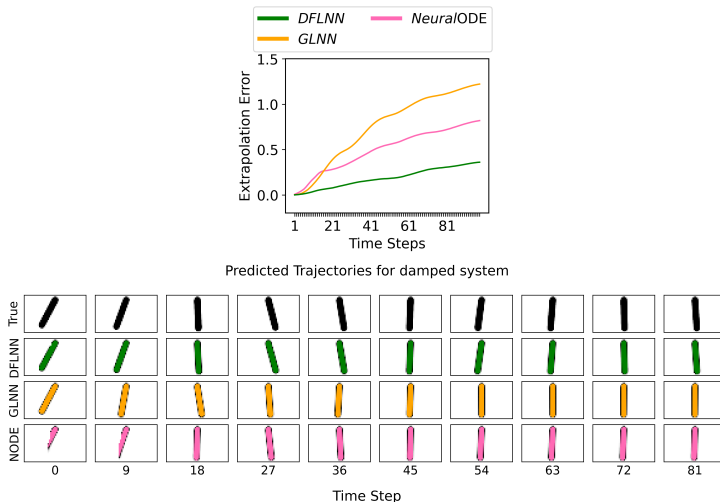 DFLNN NeuralODE
GLNN
1.5
1.0
0.5
0.0
Extrapolation Error
1 21 41 61 81
Time Steps
Predicted Trajectories for damped system
True
DFLNN
GLNN
NODE
0 9 18 27 36 45 54 63 72 81
Time Step